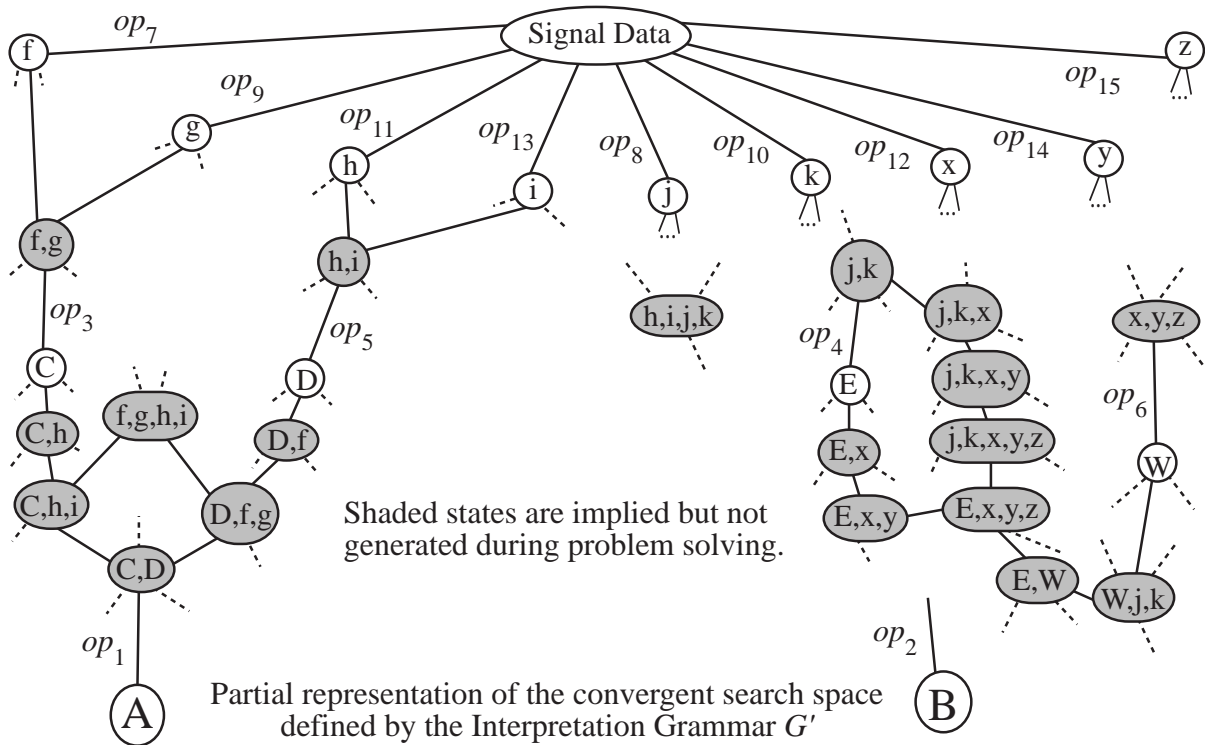 Signal Data
f
op7
z
op15
op9
g
op11
h
op13
i
op8
j
op10
k
op12
x
op14
y
f,g
h,i
h,i,j,k
j,k
j,k,x
x,y,z
op3
op5
op4
C
D
E
j,k,x,y
op6
f,g,h,i
C,h
D,f
E,x
j,k,x,y,z
W
C,h,i
D,f,g
E,x,y
E,x,y,z
Shaded states are implied but not
generated during problem solving.
C,D
E,W
W,j,k
op1
op2
A
B
Partial representation of the convergent search space
defined by the Interpretation Grammar G'